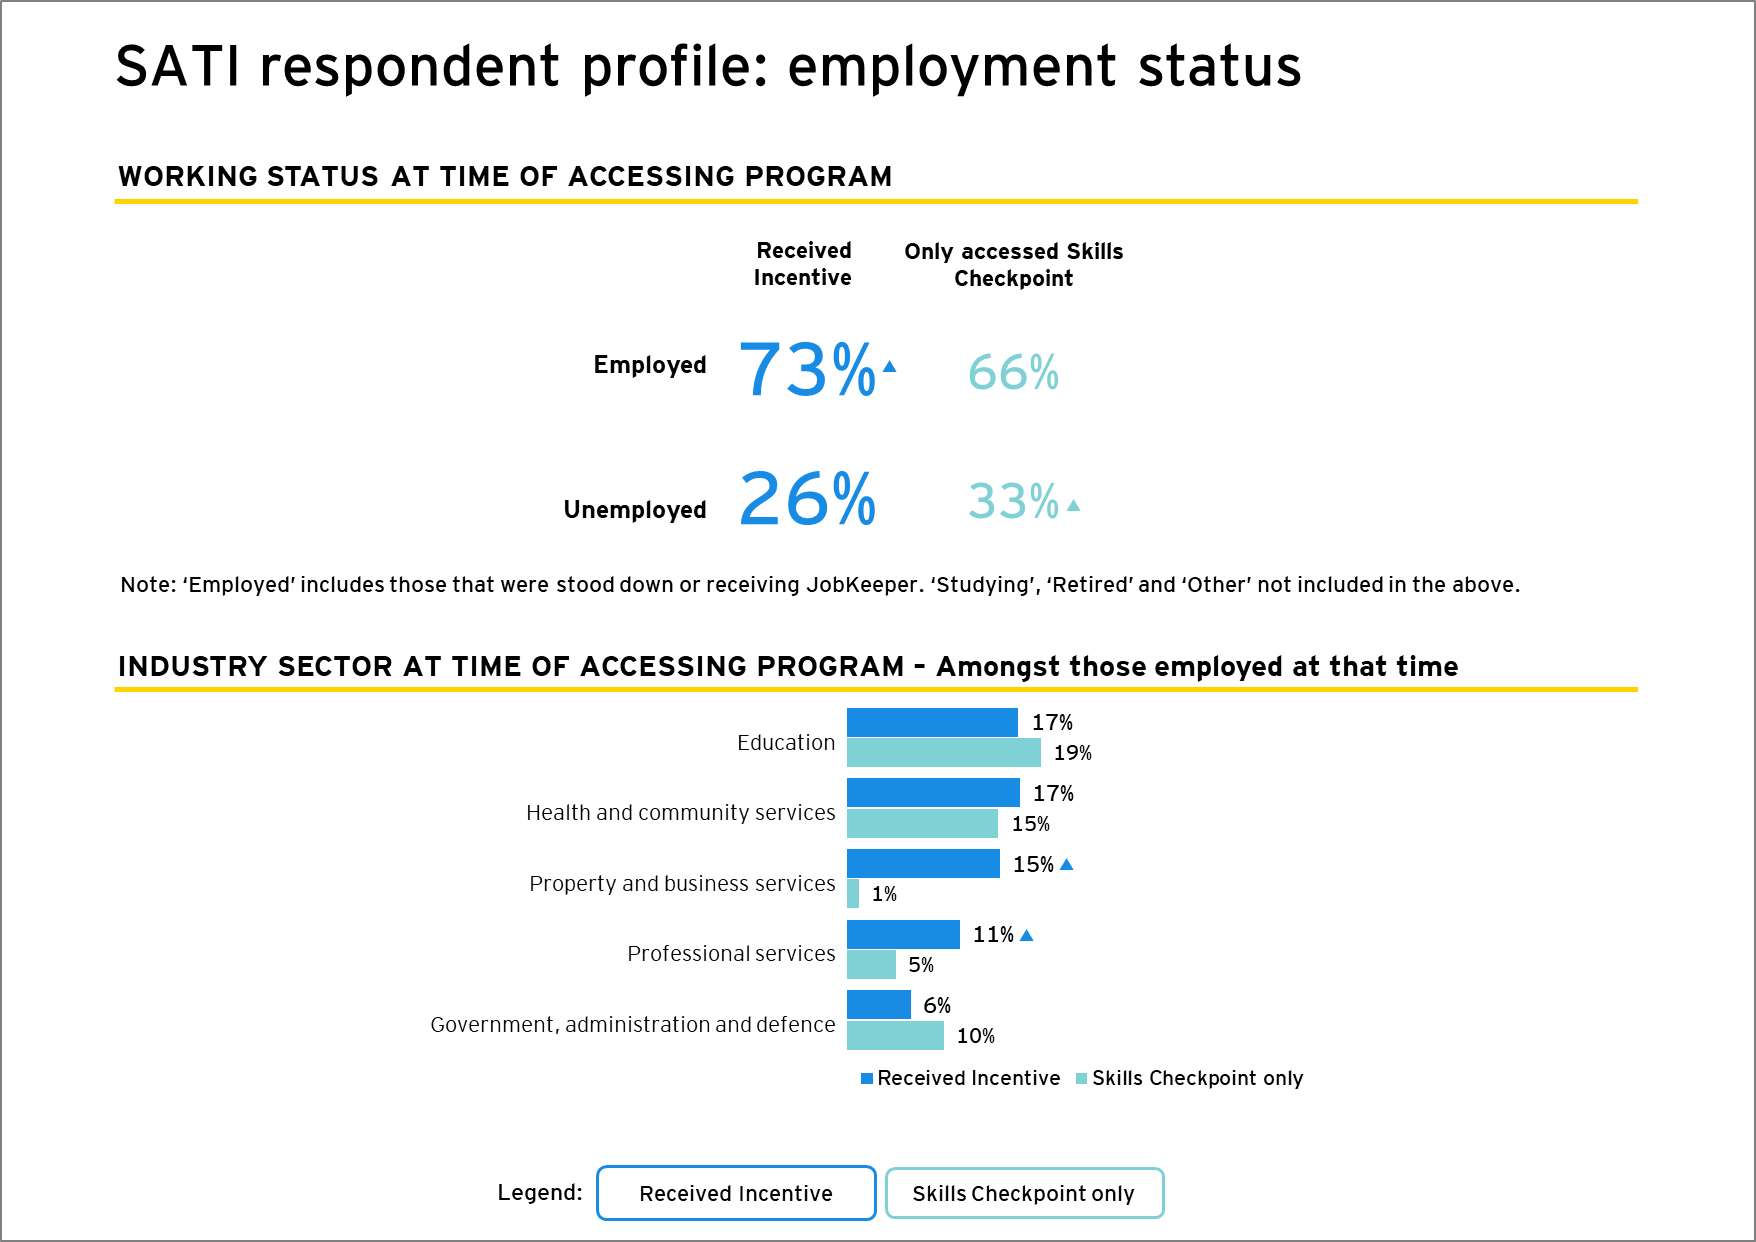 SATI respondent profile: employment status
WORKING STATUS AT TIME OF ACCESSING PROGRAM
Received
Incentive
Only accessed Skills
Checkpoint
Employed 73% 66%
Unemployed 26% 33%
Note: ‘Employed’ includes those that were stood down or receiving JobKeeper. ‘Studying’, ‘Retired’ and ‘Other’ not included in the above.
INDUSTRY SECTOR AT TIME OF ACCESSING PROGRAM – Amongst those employed at that time
17%
Education
19%
17%
Health and community services
15%
15%
Property and business services
1%
11%
Professional services
5%
6%
Government, administration and defence
10%
Received Incentive Skills Checkpoint only
Legend: Received Incentive Skills Checkpoint only